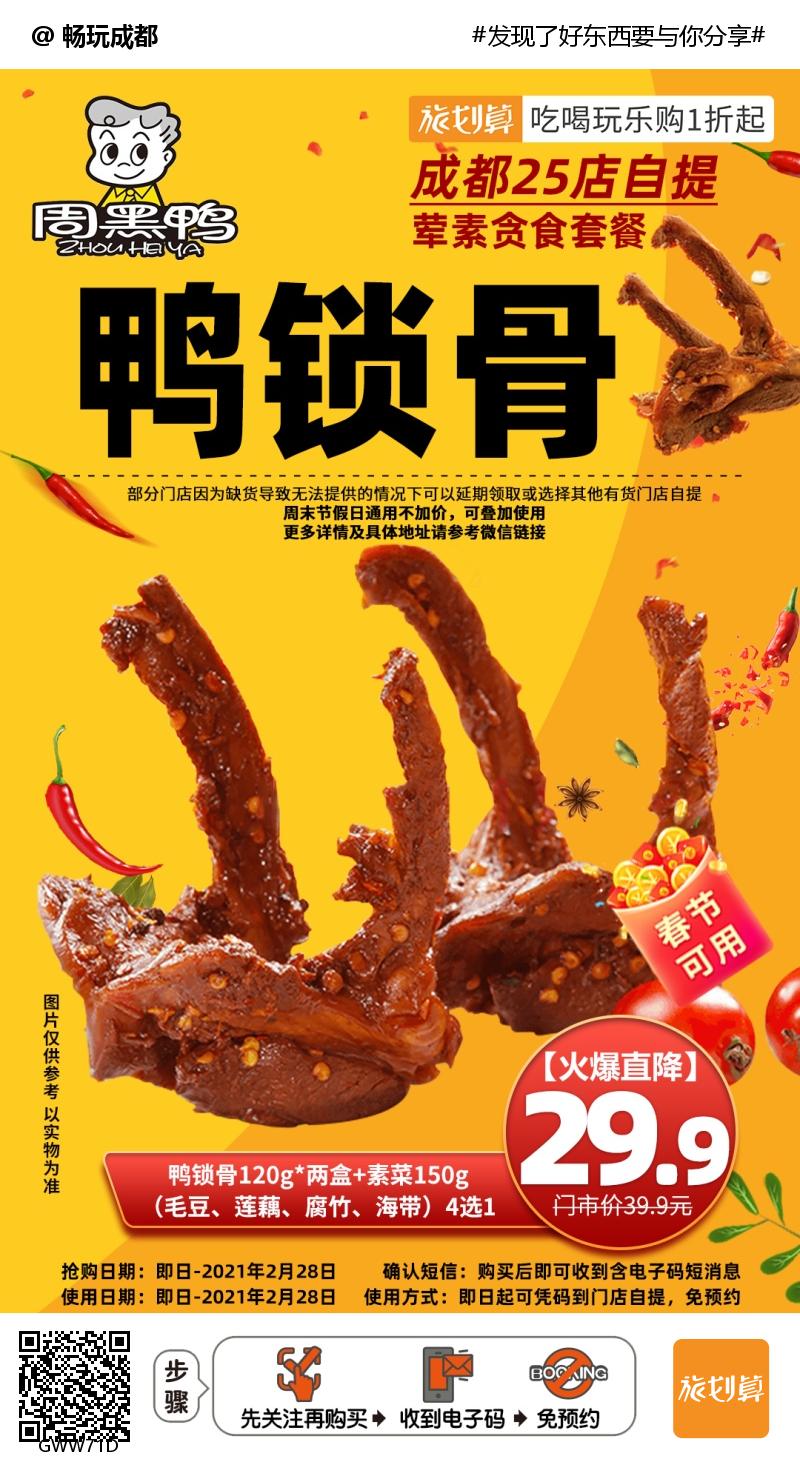 @ 畅玩成都
#发现了好东西要与你分享#
旅划算 吃喝玩乐购1折起
成都25店自提
荤素贪食套餐
周黑鸭
ZHOU HEI YA
鸭锁骨
部分门店因为缺货导致无法提供的情况下可以延期领取或选择其他有货门店自提
周末节假日通用不加价，可叠加使用
更多详情及具体地址请参考微信链接
春节
可用
图片仅供参考 以实物为准
【火爆直降】
29.9
门市价39.9元
鸭锁骨120g*两盒+素菜150g
（毛豆、莲藕、腐竹、海带）4选1
抢购日期：即日-2021年2月28日
确认短信：购买后即可收到含电子码短消息
使用日期：即日-2021年2月28日
使用方式：即日起可凭码到门店自提，免预约
GWW71D
步骤
BOOKING
先关注再购买 收到电子码 免预约
旅划算